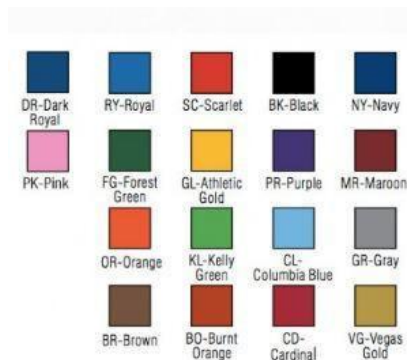 DR-Dark
Royal
RY-Royal
SC-Scarlet
BK-Black
NY-Navy
PK-Pink
FG-Forest
Green
GL-Athletic
Gold
PR-Purple
MR-Maroon
OR-Orange
KL-Kelly
Green
CL-
Columbia Blue
GR-Gray
BR-Brown
BO-Burnt
Orange
CD-
Cardinal
VG-Vegas
Gold